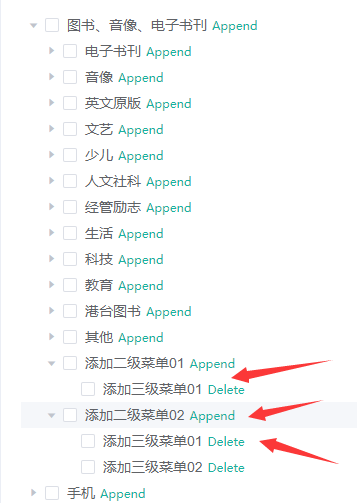 图书、音像、电子书刊 Append
电子书刊 Append
音像 Append
英文原版 Append
文艺 Append
少儿 Append
人文社科 Append
经管励志 Append
生活 Append
科技 Append
教育 Append
港台图书 Append
其他 Append
添加二级菜单01 Append
添加三级菜单01 Delete
添加二级菜单02 Append
添加三级菜单01 Delete
添加三级菜单02 Delete
手机 Append